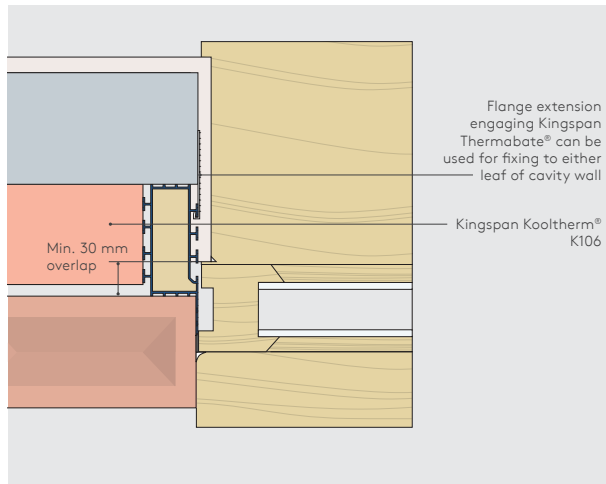 Flange extension
engaging Kingspan
Thermabate® can be
used for fixing to either
leaf of cavity wall
Kingspan Kooltherm®
K106
Min. 30 mm
overlap